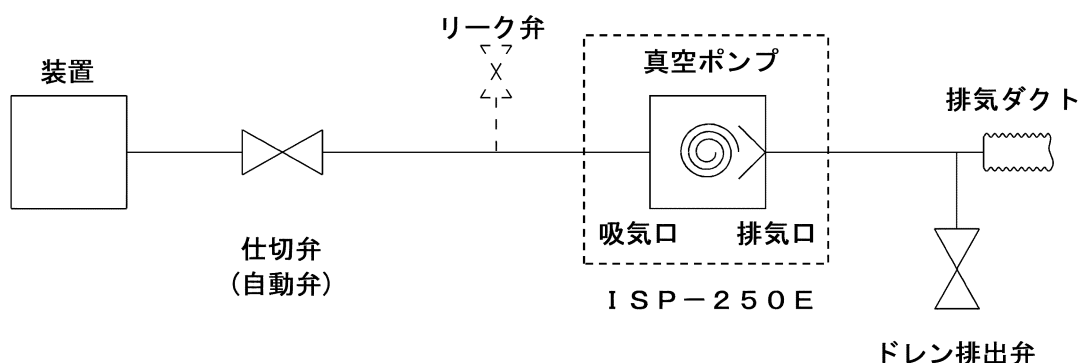 リーク弁
真空ポンプ
装置
排気ダクト
吸気口
排気口
仕切弁
(自動弁)
ISP－250E
ドレン排出弁